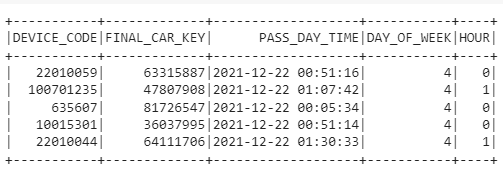 +-----------+-------------+-------------------+-----------+----+
|DEVICE_CODE|FINAL_CAR_KEY|      PASS_DAY_TIME|DAY_OF_WEEK|HOUR|
+-----------+-------------+-------------------+-----------+----+
|   22010059|     63315887|2021-12-22 00:51:16|          4|   0|
|  100701235|     47807908|2021-12-22 01:07:42|          4|   1|
|     635607|     81726547|2021-12-22 00:05:34|          4|   0|
|   10015301|     36037995|2021-12-22 00:51:14|          4|   0|
|   22010044|     64111706|2021-12-22 01:30:33|          4|   1|
+-----------+-------------+-------------------+-----------+----+